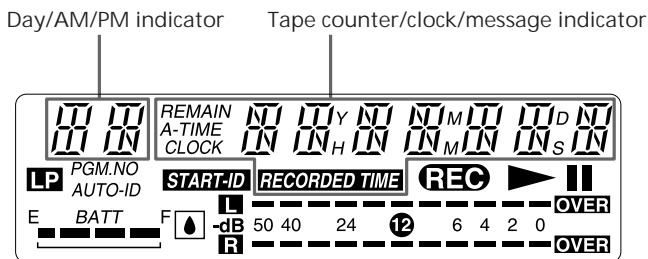 Day/AM/PM indicator
Tape counter/clock/message indicator
REMAIN Y M D
A-TIME
CLOCK H M S
LP PGM.NO START-ID RECORDED TIME REC
AUTO-ID
E BATT F
L OVER
-dB 50 40 24 12 6 4 2 0
R OVER